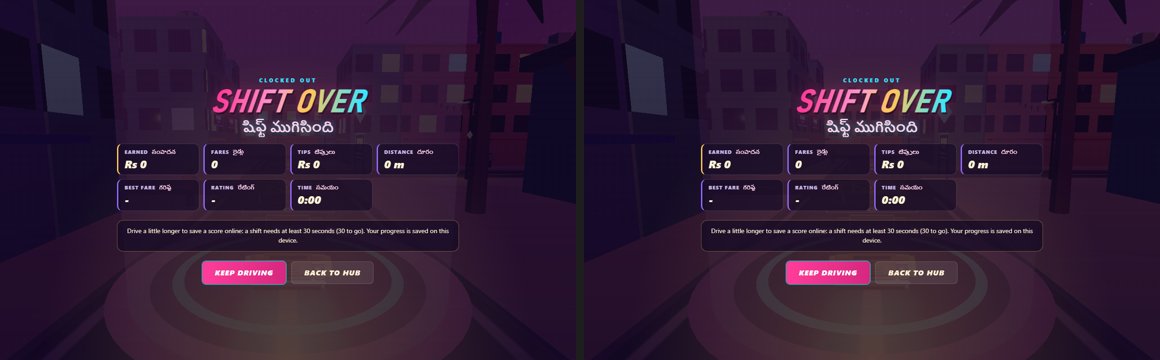 CLOCKED OUT
SHIFT OVER
షిఫ్ట్ ముగిసింది
EARNED సంపాదన
Rs 0
FARES రైడ్లు
0
TIPS టిప్పులు
Rs 0
DISTANCE దూరం
0 m
BEST FARE గరిష్ఠ
-
RATING రేటింగ్
-
TIME సమయం
0:00
Drive a little longer to save a score online: a shift needs at least 30 seconds (30 to go). Your progress is saved on this
device.
KEEP DRIVING
BACK TO HUB
CLOCKED OUT
SHIFT OVER
షిఫ్ట్ ముగిసింది
EARNED సంపాదన
Rs 0
FARES రైడ్లు
0
TIPS టిప్పులు
Rs 0
DISTANCE దూరం
0 m
BEST FARE గరిష్ఠ
-
RATING రేటింగ్
-
TIME సమయం
0:00
Drive a little longer to save a score online: a shift needs at least 30 seconds (30 to go). Your progress is saved on this
device.
KEEP DRIVING
BACK TO HUB